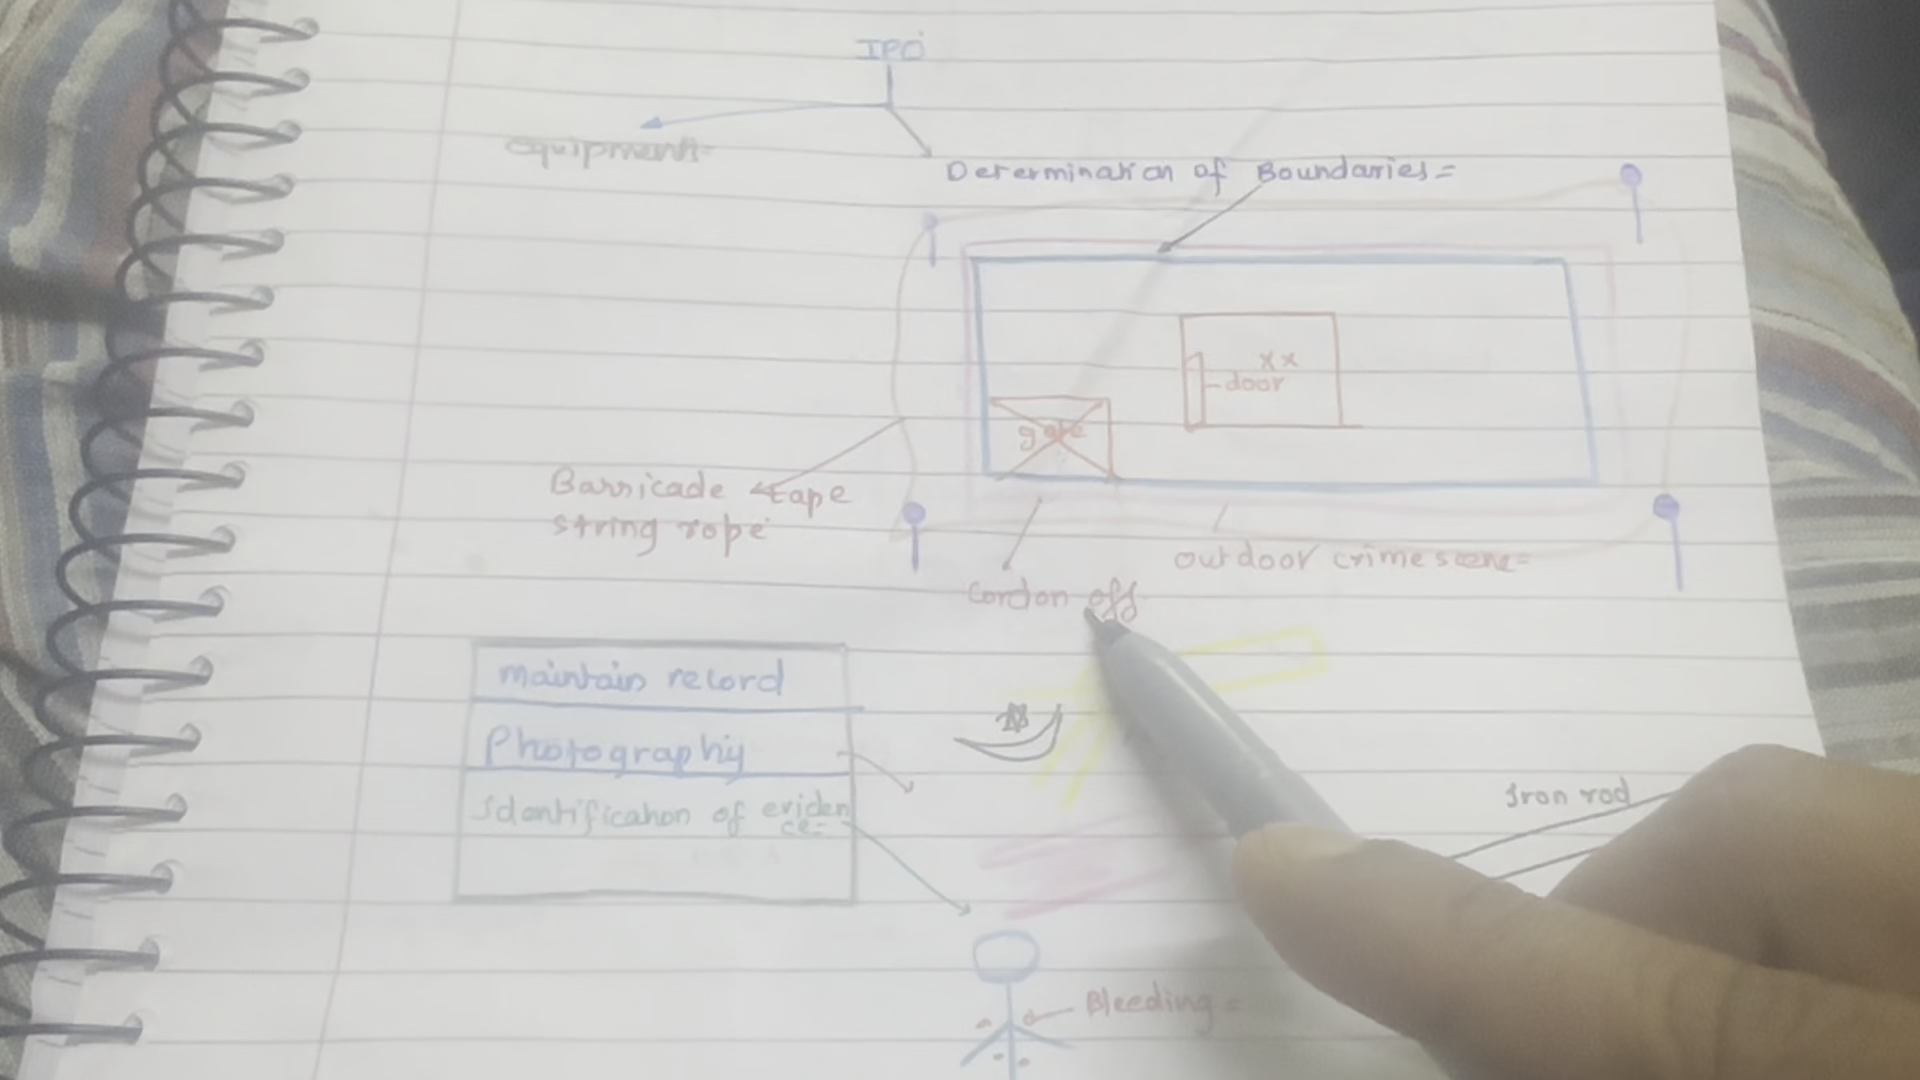 IPO
equipment=
Determination of Boundaries=
xx
door
gate
Barricade tape
string rope
outdoor crime scene=
Cordon off
maintain record
Photography
Identification of eviden
ce=
Iron rod
Bleeding=